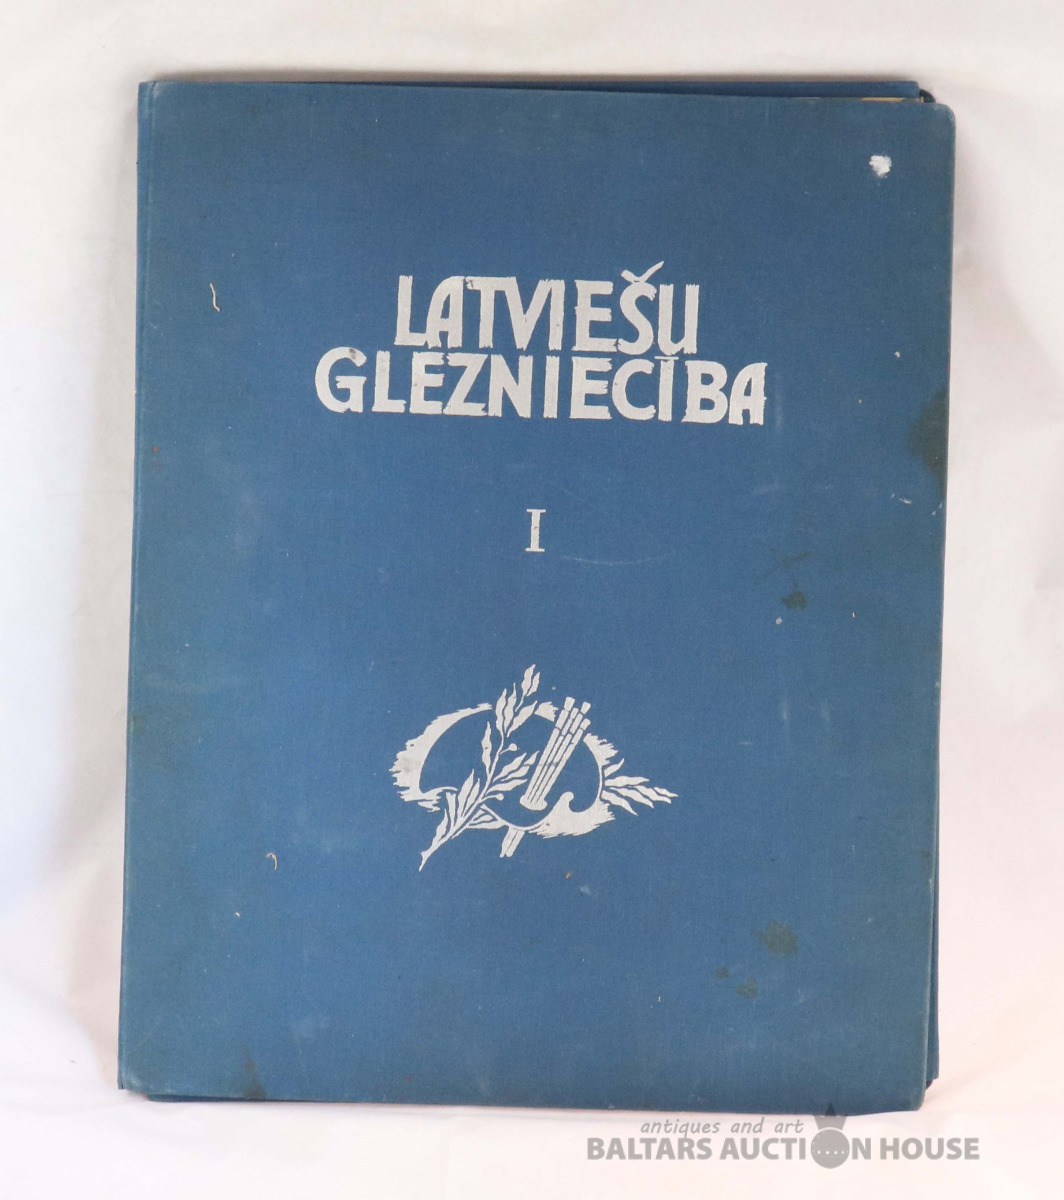 LATVIEŠU
GLEZNIECĪBA
I
antiques and art
BALTARS AUCTION HOUSE